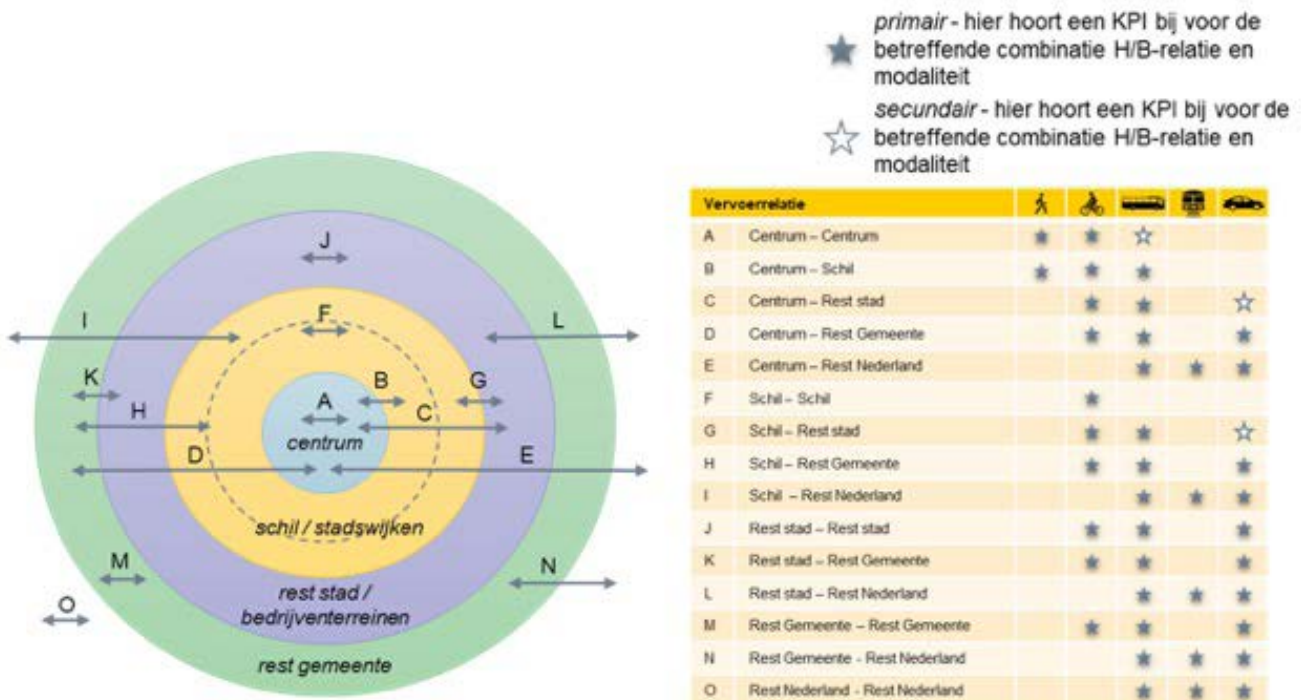 primair - hier hoort een KPI bij voor de
betreffende combinatie H/B-relatie en
modaliteit
secundair - hier hoort een KPI bij voor de
betreffende combinatie H/B-relatie en
modaliteit
J
I
F
L
K
B
G
A
H
C
centrum
D
E
schil / stadswijken
M
N
O
rest stad /
bedrijventerreinen
rest gemeente
Vervoerrelatie
A Centrum – Centrum
B Centrum – Schil
C Centrum – Rest stad
D Centrum – Rest Gemeente
E Centrum – Rest Nederland
F Schil – Schil
G Schil – Rest stad
H Schil – Rest Gemeente
I Schil – Rest Nederland
J Rest stad – Rest stad
K Rest stad – Rest Gemeente
L Rest stad – Rest Nederland
M Rest Gemeente – Rest Gemeente
N Rest Gemeente - Rest Nederland
O Rest Nederland - Rest Nederland